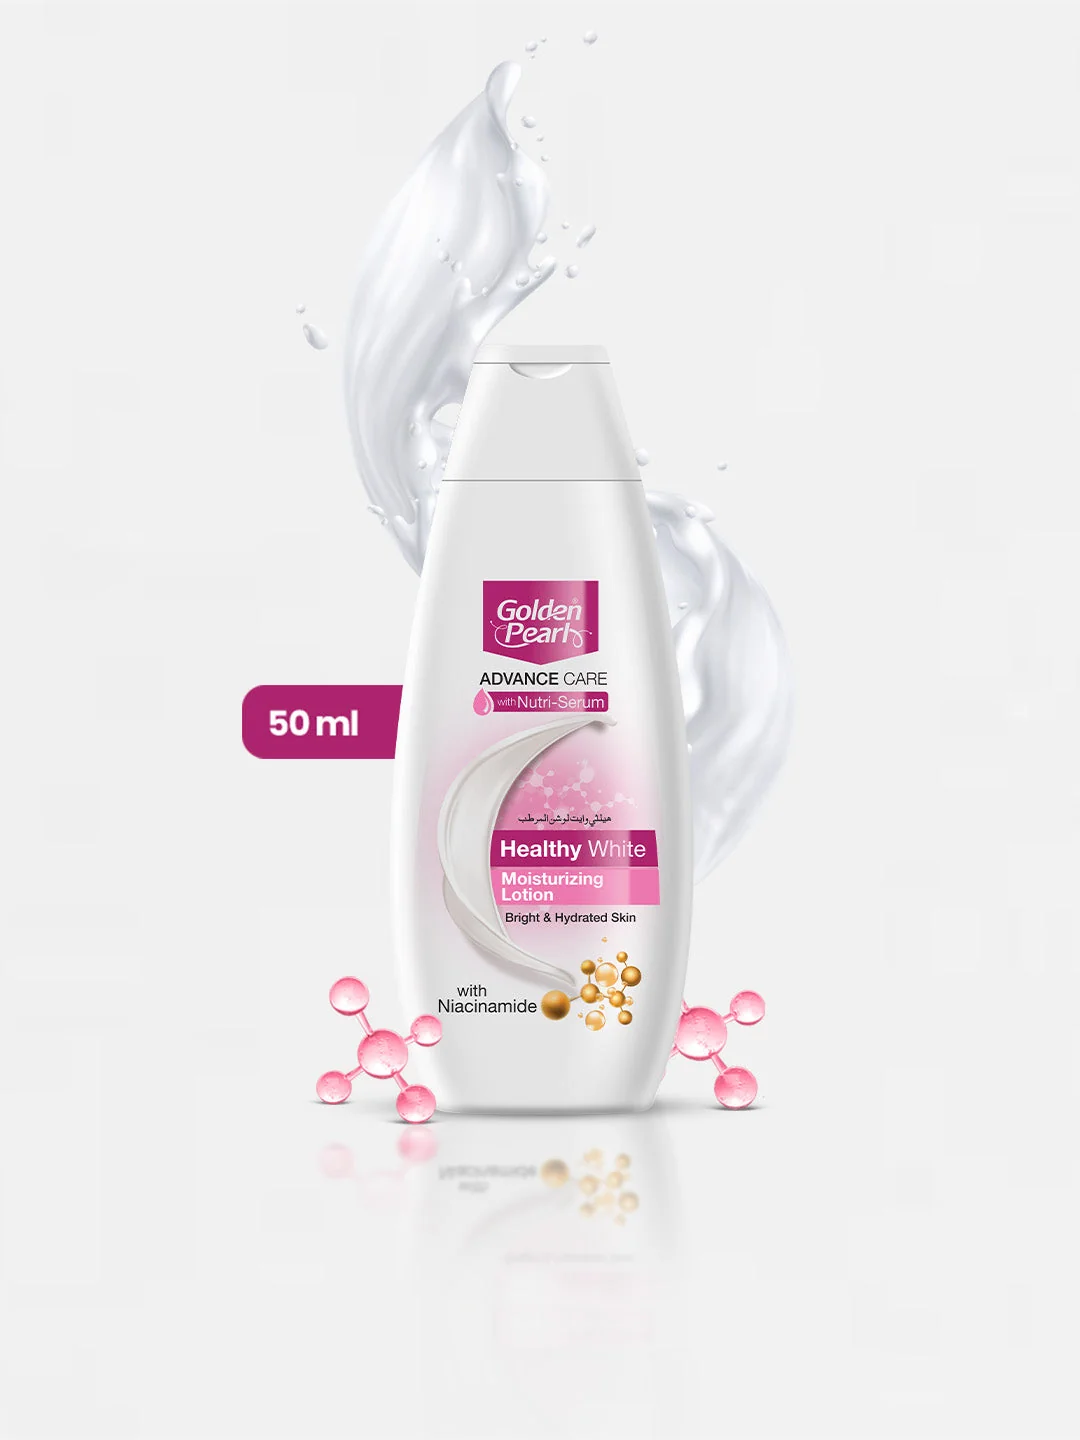 Golden
Pearl
ADVANCE CARE
with Nutri-Serum
50 ml
هيلثي وايت لوشن المرطب
Healthy White
Moisturizing
Lotion
Bright & Hydrated Skin
with
Niacinamide